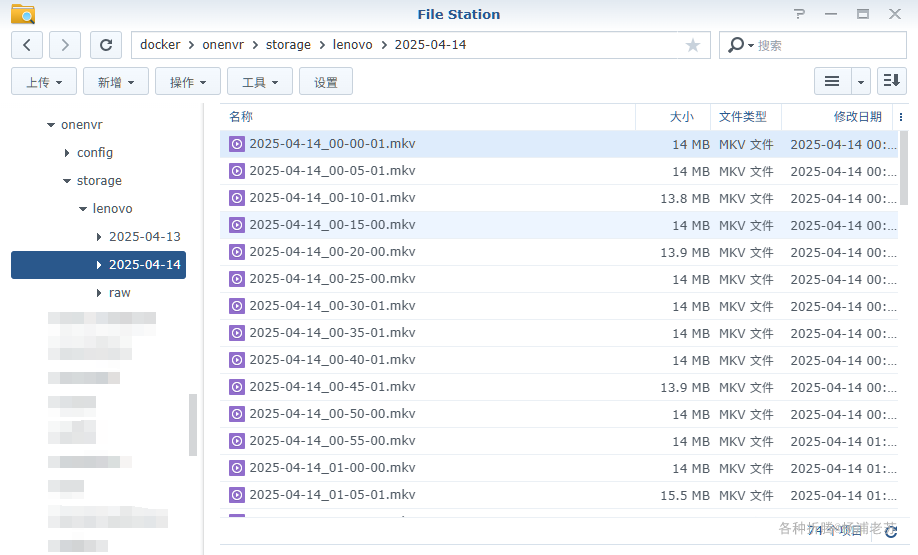 File Station
docker > onenvr > storage > lenovo > 2025-04-14
搜索
上传 新增 操作 工具 设置
onenvr
config
storage
lenovo
2025-04-13
2025-04-14
raw
名称 大小 文件类型 修改日期
2025-04-14_00-00-01.mkv 14 MB MKV 文件 2025-04-14 00:...
2025-04-14_00-05-01.mkv 14 MB MKV 文件 2025-04-14 00:...
2025-04-14_00-10-01.mkv 13.8 MB MKV 文件 2025-04-14 00:...
2025-04-14_00-15-00.mkv 14 MB MKV 文件 2025-04-14 00:...
2025-04-14_00-20-00.mkv 13.9 MB MKV 文件 2025-04-14 00:...
2025-04-14_00-25-00.mkv 14 MB MKV 文件 2025-04-14 00:...
2025-04-14_00-30-01.mkv 14 MB MKV 文件 2025-04-14 00:...
2025-04-14_00-35-01.mkv 14 MB MKV 文件 2025-04-14 00:...
2025-04-14_00-40-01.mkv 14 MB MKV 文件 2025-04-14 00:...
2025-04-14_00-45-01.mkv 13.9 MB MKV 文件 2025-04-14 00:...
2025-04-14_00-50-00.mkv 14 MB MKV 文件 2025-04-14 00:...
2025-04-14_00-55-00.mkv 14 MB MKV 文件 2025-04-14 01:...
2025-04-14_01-00-00.mkv 14 MB MKV 文件 2025-04-14 01:...
2025-04-14_01-05-01.mkv 15.5 MB MKV 文件 2025-04-14 01:...
74 个项目
各种折腾@杨浦老苏